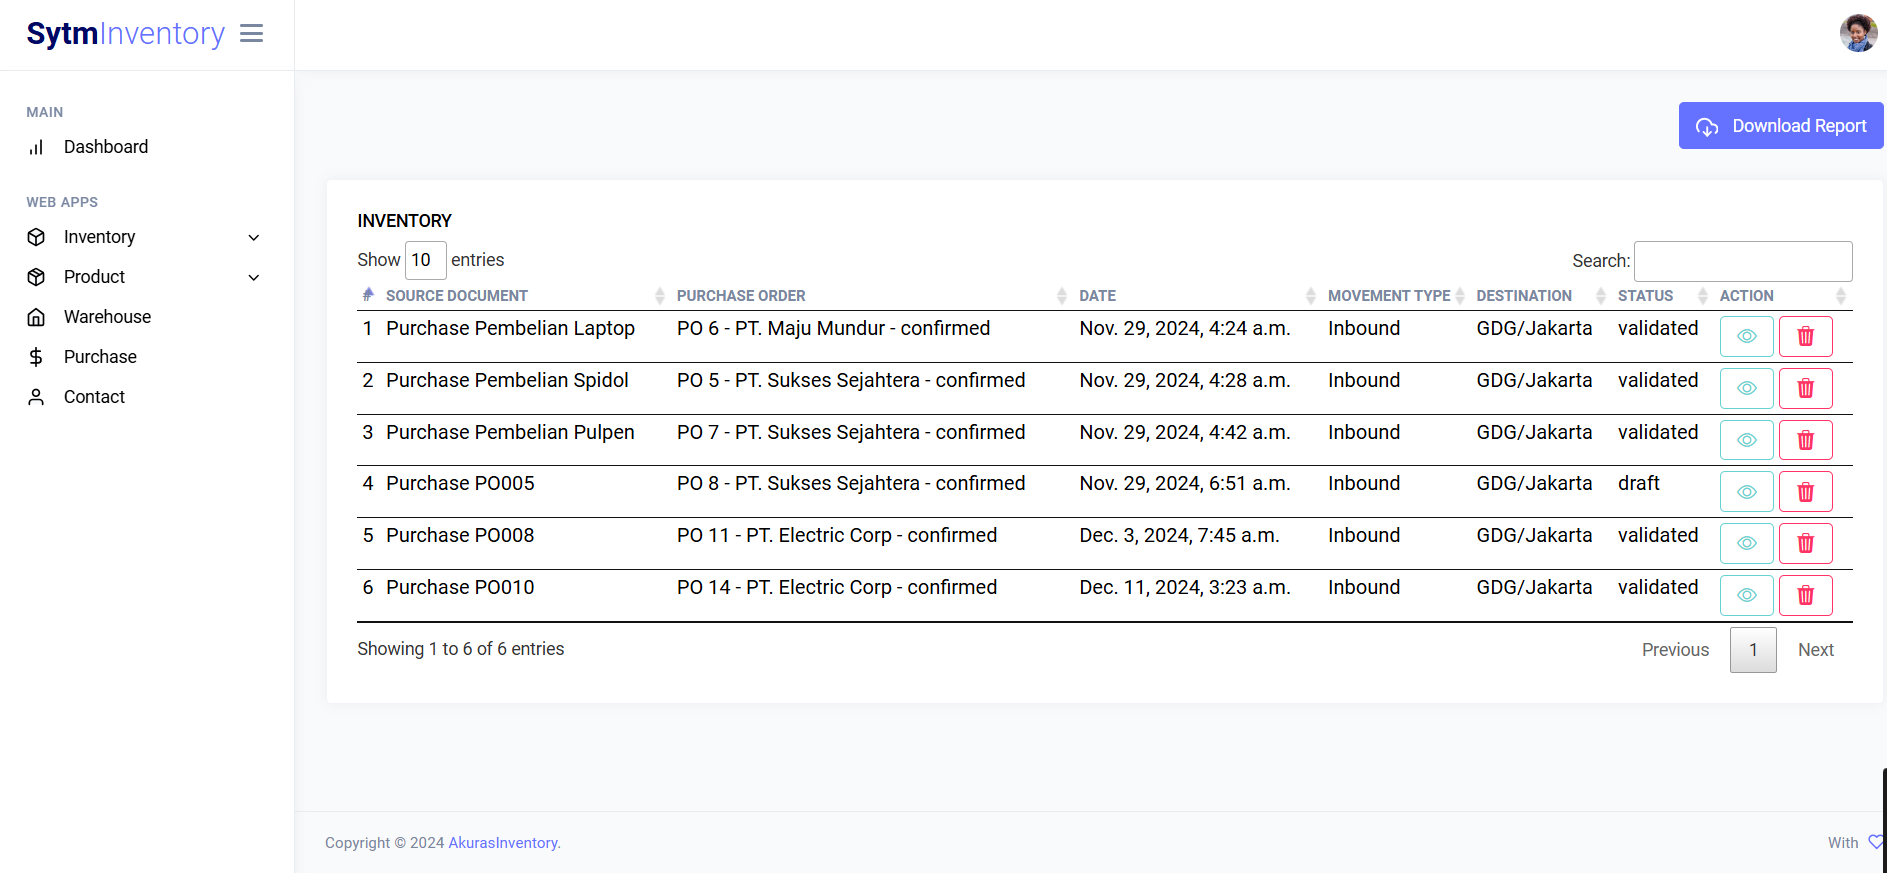 SytmInventory
MAIN
Dashboard
WEB APPS
Inventory
Product
Warehouse
Purchase
Contact
Download Report
INVENTORY
Show 10 entries
Search:
# SOURCE DOCUMENT PURCHASE ORDER DATE MOVEMENT TYPE DESTINATION STATUS ACTION
1 Purchase Pembelian Laptop PO 6 - PT. Maju Mundur - confirmed Nov. 29, 2024, 4:24 a.m. Inbound GDG/Jakarta validated
2 Purchase Pembelian Spidol PO 5 - PT. Sukses Sejahtera - confirmed Nov. 29, 2024, 4:28 a.m. Inbound GDG/Jakarta validated
3 Purchase Pembelian Pulpen PO 7 - PT. Sukses Sejahtera - confirmed Nov. 29, 2024, 4:42 a.m. Inbound GDG/Jakarta validated
4 Purchase PO005 PO 8 - PT. Sukses Sejahtera - confirmed Nov. 29, 2024, 6:51 a.m. Inbound GDG/Jakarta draft
5 Purchase PO008 PO 11 - PT. Electric Corp - confirmed Dec. 3, 2024, 7:45 a.m. Inbound GDG/Jakarta validated
6 Purchase PO010 PO 14 - PT. Electric Corp - confirmed Dec. 11, 2024, 3:23 a.m. Inbound GDG/Jakarta validated
Showing 1 to 6 of 6 entries
Previous 1 Next
Copyright © 2024 AkurasInventory.
With